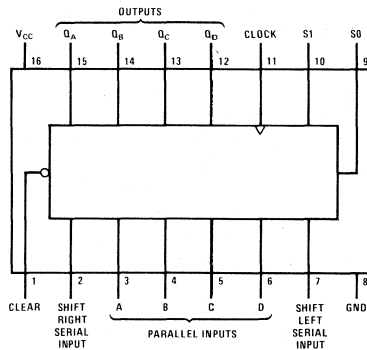 OUTPUTS
VCC QA QB QC QD CLOCK S1 S0
16 15 14 13 12 11 10 9
1 2 3 4 5 6 7 8
CLEAR SHIFT RIGHT SERIAL INPUT A B C D SHIFT LEFT SERIAL INPUT GND
PARALLEL INPUTS